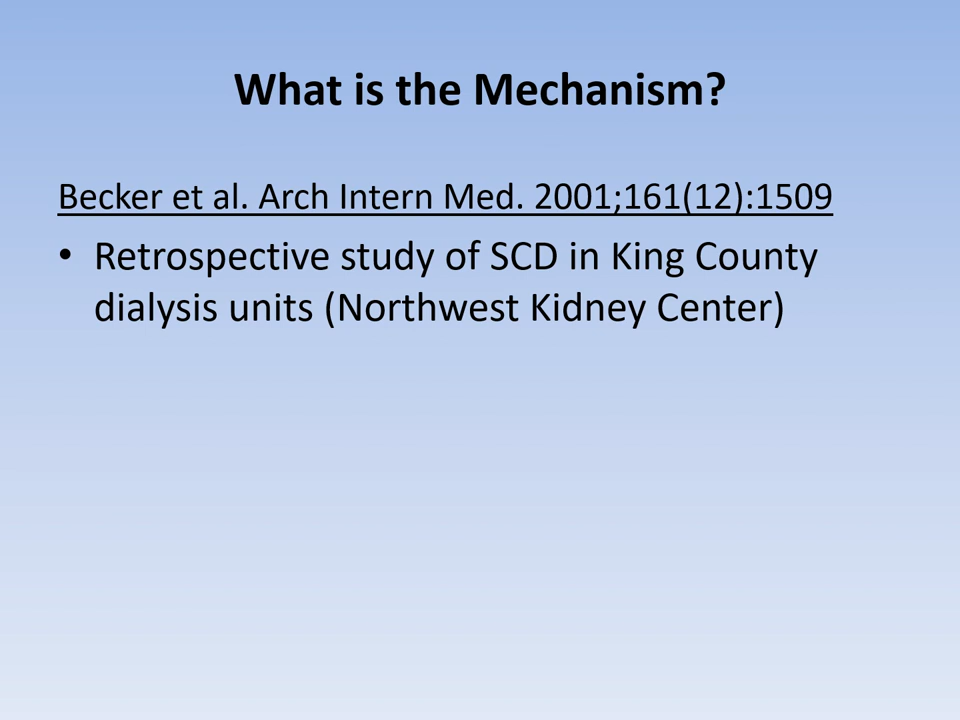 What is the Mechanism?
Becker et al. Arch Intern Med. 2001;161(12):1509
• Retrospective study of SCD in King County
dialysis units (Northwest Kidney Center)